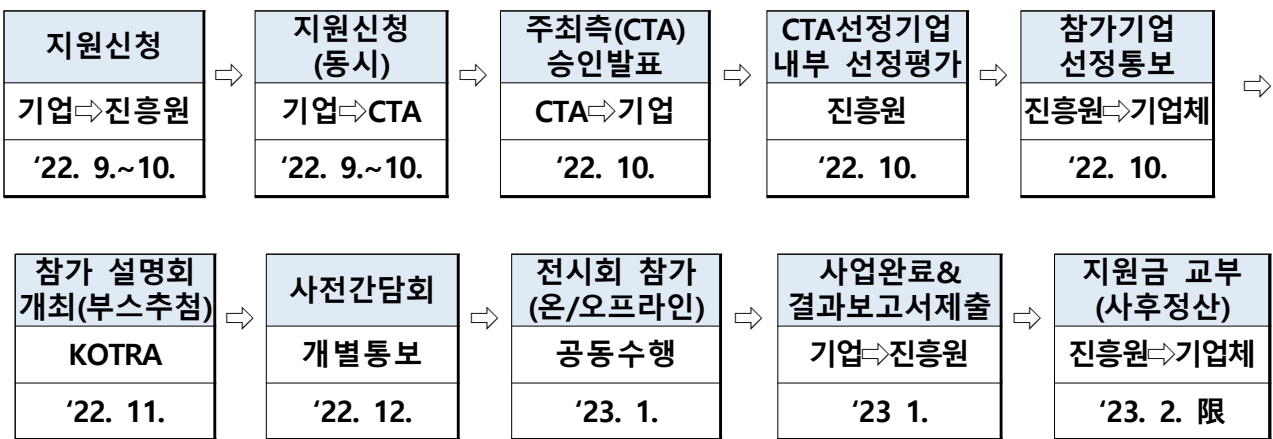 지원신청
기업⇨진흥원
‘22. 9.~10.
⇨
지원신청
(동시)
기업⇨CTA
‘22. 9.~10.
⇨
주최측(CTA)
승인발표
CTA⇨기업
‘22. 10.
⇨
CTA선정기업
내부 선정평가
진흥원
‘22. 10.
⇨
참가기업
선정통보
진흥원⇨기업체
‘22. 10.
⇨
참가 설명회
개최(부스추첨)
KOTRA
‘22. 11.
⇨
사전간담회
개별통보
‘22. 12.
⇨
전시회 참가
(온/오프라인)
공동수행
‘23. 1.
⇨
사업완료&
결과보고서제출
기업⇨진흥원
‘23 1.
⇨
지원금 교부
(사후정산)
진흥원⇨기업체
‘23. 2. 限